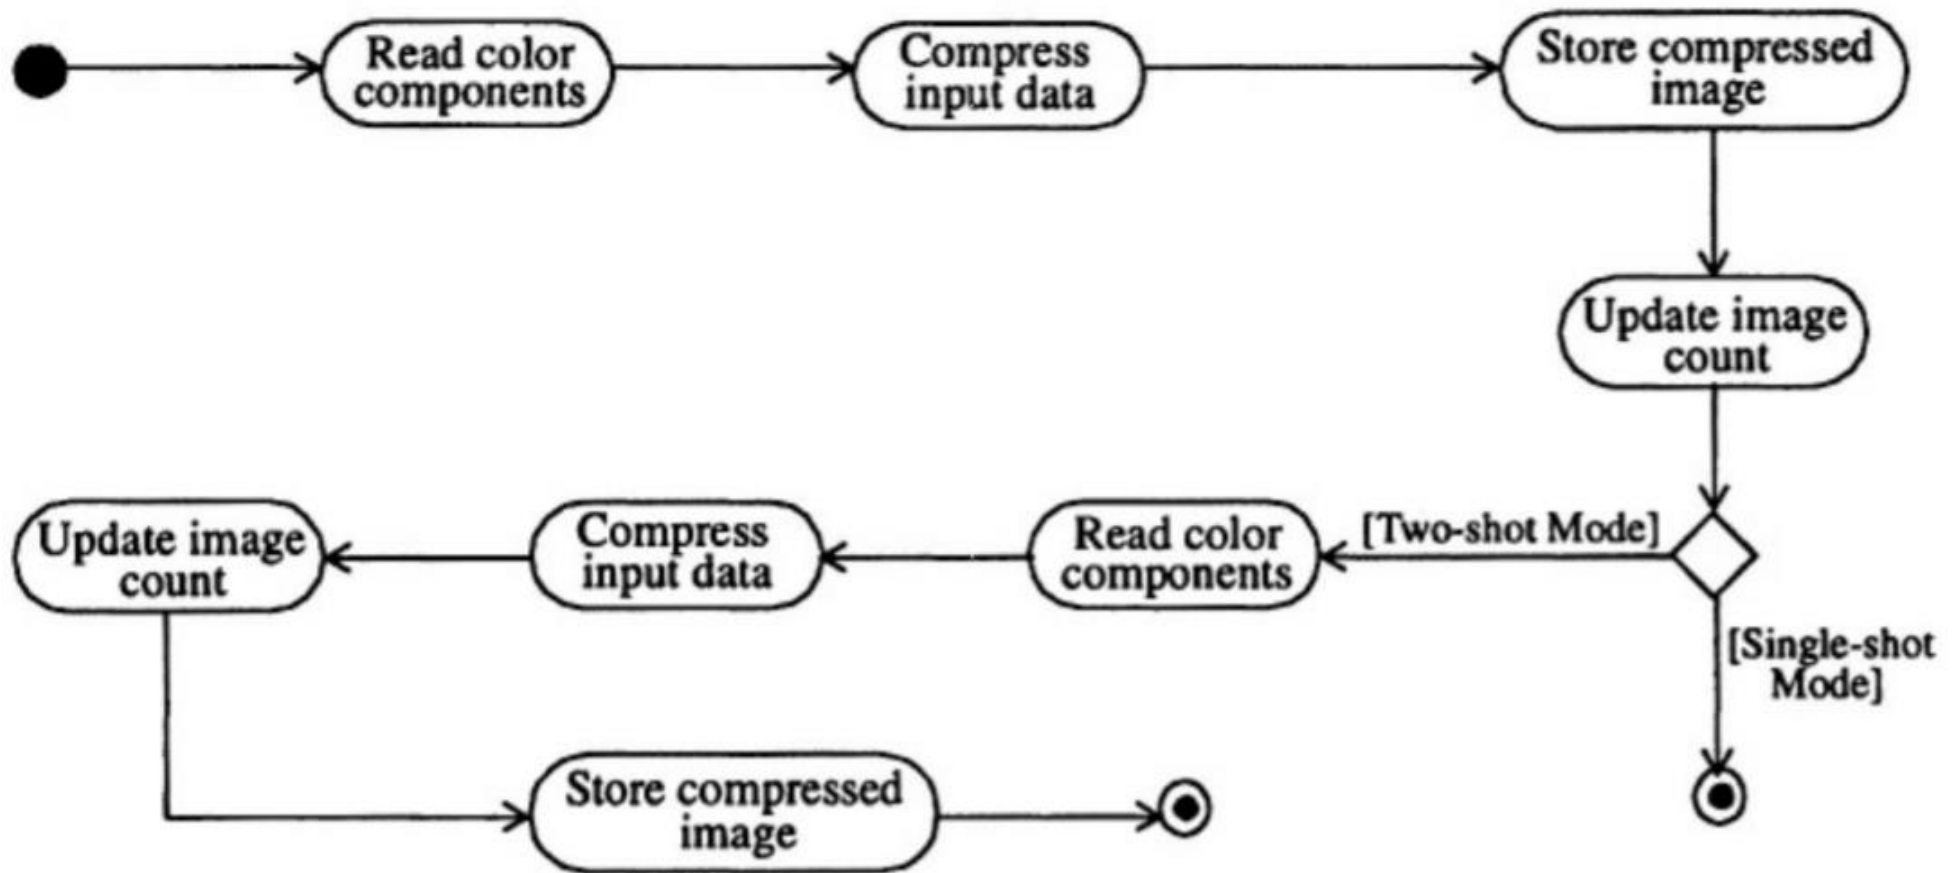 Read color
components
Compress
input data
Store compressed
image
Update image
count
[Two-shot Mode]
[Single-shot
Mode]
Read color
components
Compress
input data
Update image
count
Store compressed
image